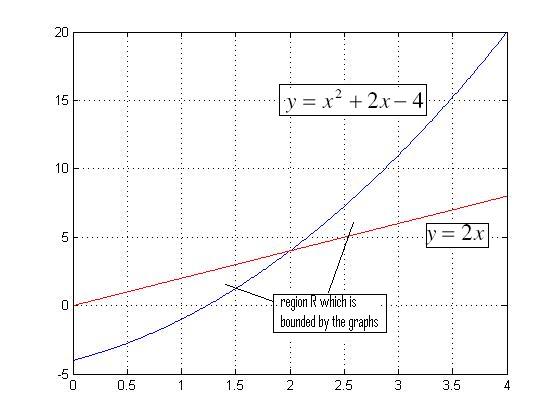 20
15
10
5
0
-5
0 0.5 1 1.5 2 2.5 3 3.5 4
y = x² + 2x − 4
y = 2x
region R which is
bounded by the graphs